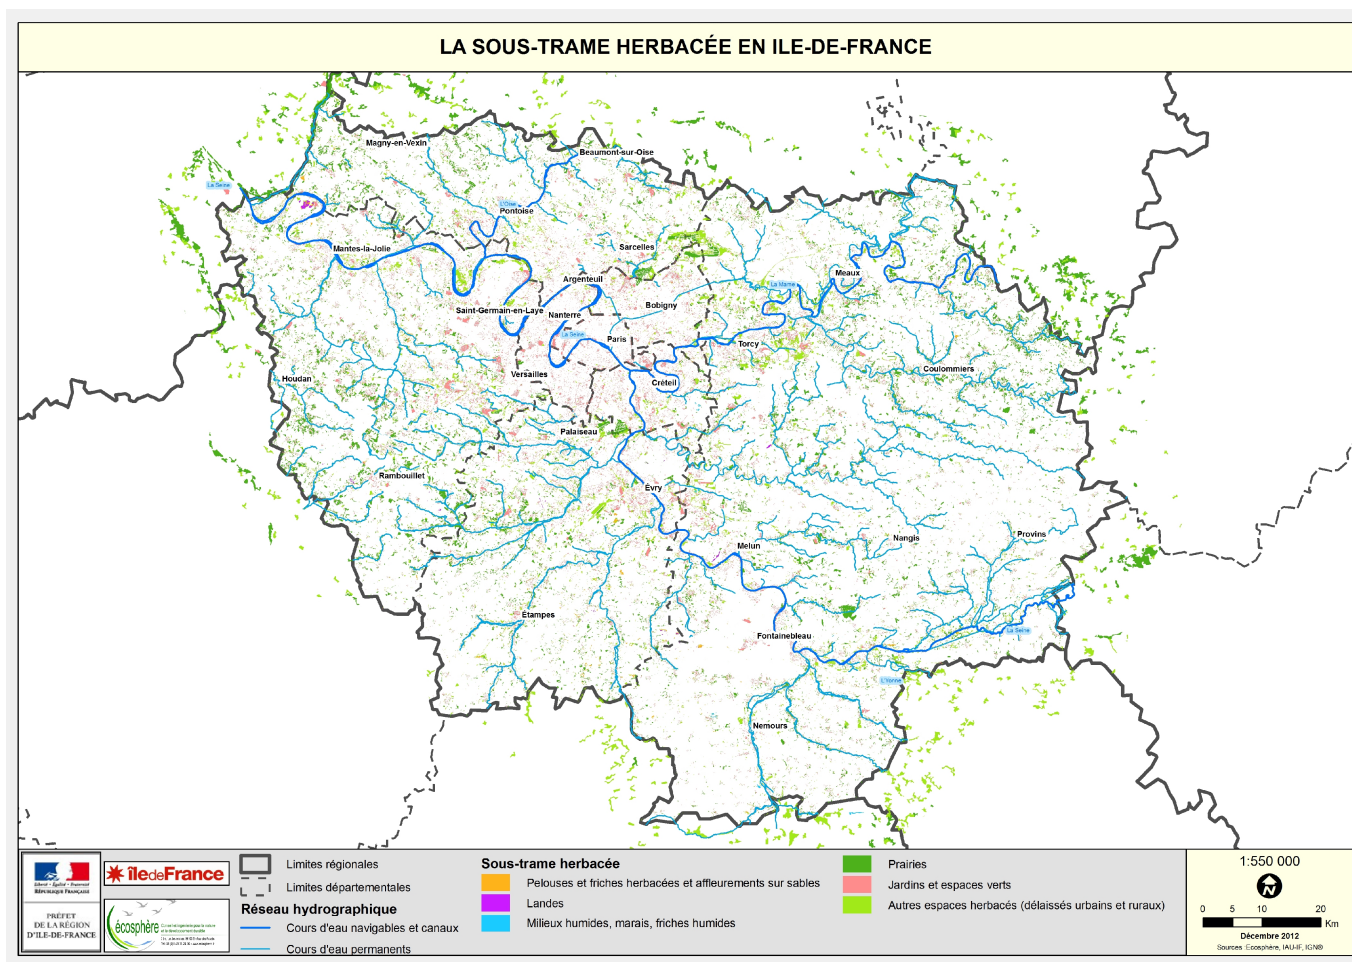 LA SOUS-TRAME HERBACÉE EN ILE-DE-FRANCE
Magny-en-Vexin
Beaumont-sur-Oise
La Seine
L'Oise
Pontoise
Mantes-la-Jolie
Sarcelles
Meaux
Argenteuil
La Marne
Saint-Germain-en-Laye
Nanterre
Bobigny
La Seine
Paris
Torcy
Versailles
Créteil
Coulommiers
Houdan
Palaiseau
Rambouillet
Évry
Melun
Nangis
Provins
Étampes
Fontainebleau
La Seine
L'Yonne
Nemours
Liberté • Égalité • Fraternité
RÉPUBLIQUE FRANÇAISE
PRÉFET
DE LA RÉGION
D'ILE-DE-FRANCE
îledeFrance
écosphère
Limites régionales
Limites départementales
Réseau hydrographique
Cours d'eau navigables et canaux
Cours d'eau permanents
Sous-trame herbacée
Pelouses et friches herbacées et affleurements sur sables
Landes
Milieux humides, marais, friches humides
Prairies
Jardins et espaces verts
Autres espaces herbacés (délaissés urbains et ruraux)
1:550 000
N
0 5 10 20
Km
Décembre 2012
Sources : Ecosphère, IAU-IF, IGN®